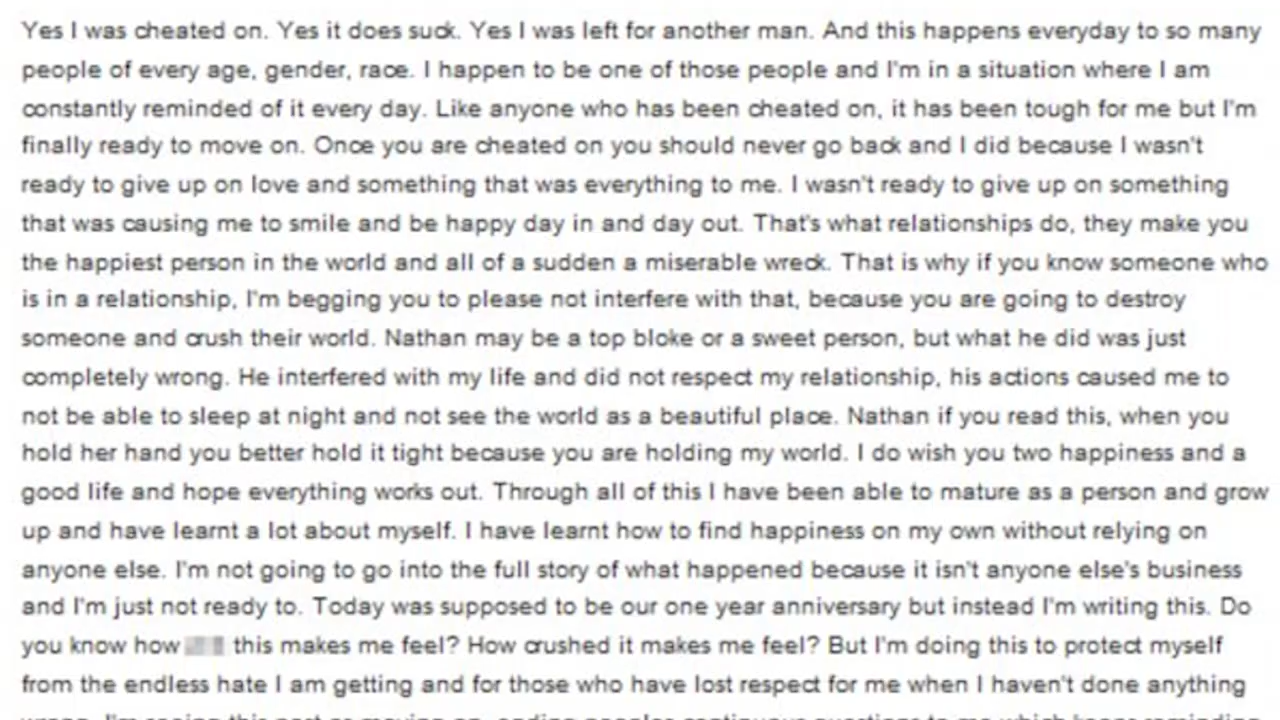 Yes I was cheated on. Yes it does suck. Yes I was left for another man. And this happens everyday to so many
people of every age, gender, race. I happen to be one of those people and I'm in a situation where I am
constantly reminded of it every day. Like anyone who has been cheated on, it has been tough for me but I'm
finally ready to move on. Once you are cheated on you should never go back and I did because I wasn't
ready to give up on love and something that was everything to me. I wasn't ready to give up on something
that was causing me to smile and be happy day in and day out. That's what relationships do, they make you
the happiest person in the world and all of a sudden a miserable wreck. That is why if you know someone who
is in a relationship, I'm begging you to please not interfere with that, because you are going to destroy
someone and crush their world. Nathan may be a top bloke or a sweet person, but what he did was just
completely wrong. He interfered with my life and did not respect my relationship, his actions caused me to
not be able to sleep at night and not see the world as a beautiful place. Nathan if you read this, when you
hold her hand you better hold it tight because you are holding my world. I do wish you two happiness and a
good life and hope everything works out. Through all of this I have been able to mature as a person and grow
up and have learnt a lot about myself. I have learnt how to find happiness on my own without relying on
anyone else. I'm not going to go into the full story of what happened because it isn't anyone else's business
and I'm just not ready to. Today was supposed to be our one year anniversary but instead I'm writing this. Do
you know how this makes me feel? How crushed it makes me feel? But I'm doing this to protect myself
from the endless hate I am getting and for those who have lost respect for me when I haven't done anything